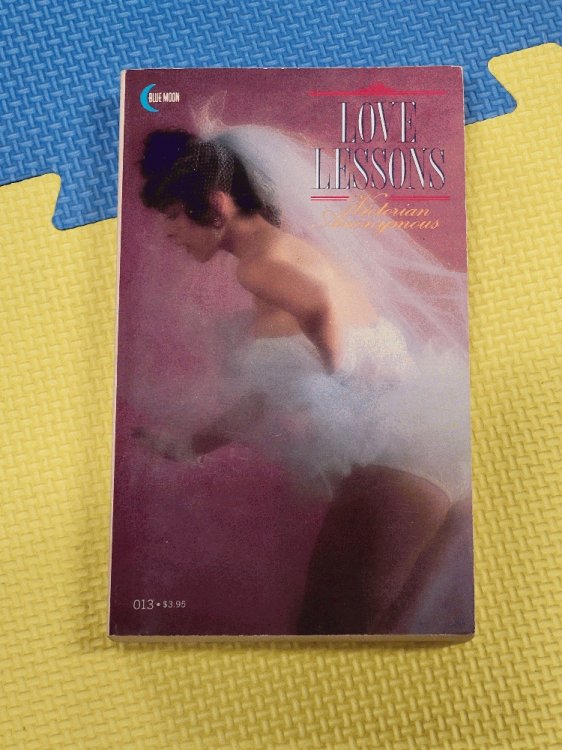 BLUE MOON
LOVE
LESSONS
Victorian
Anonymous
013 • $3.95